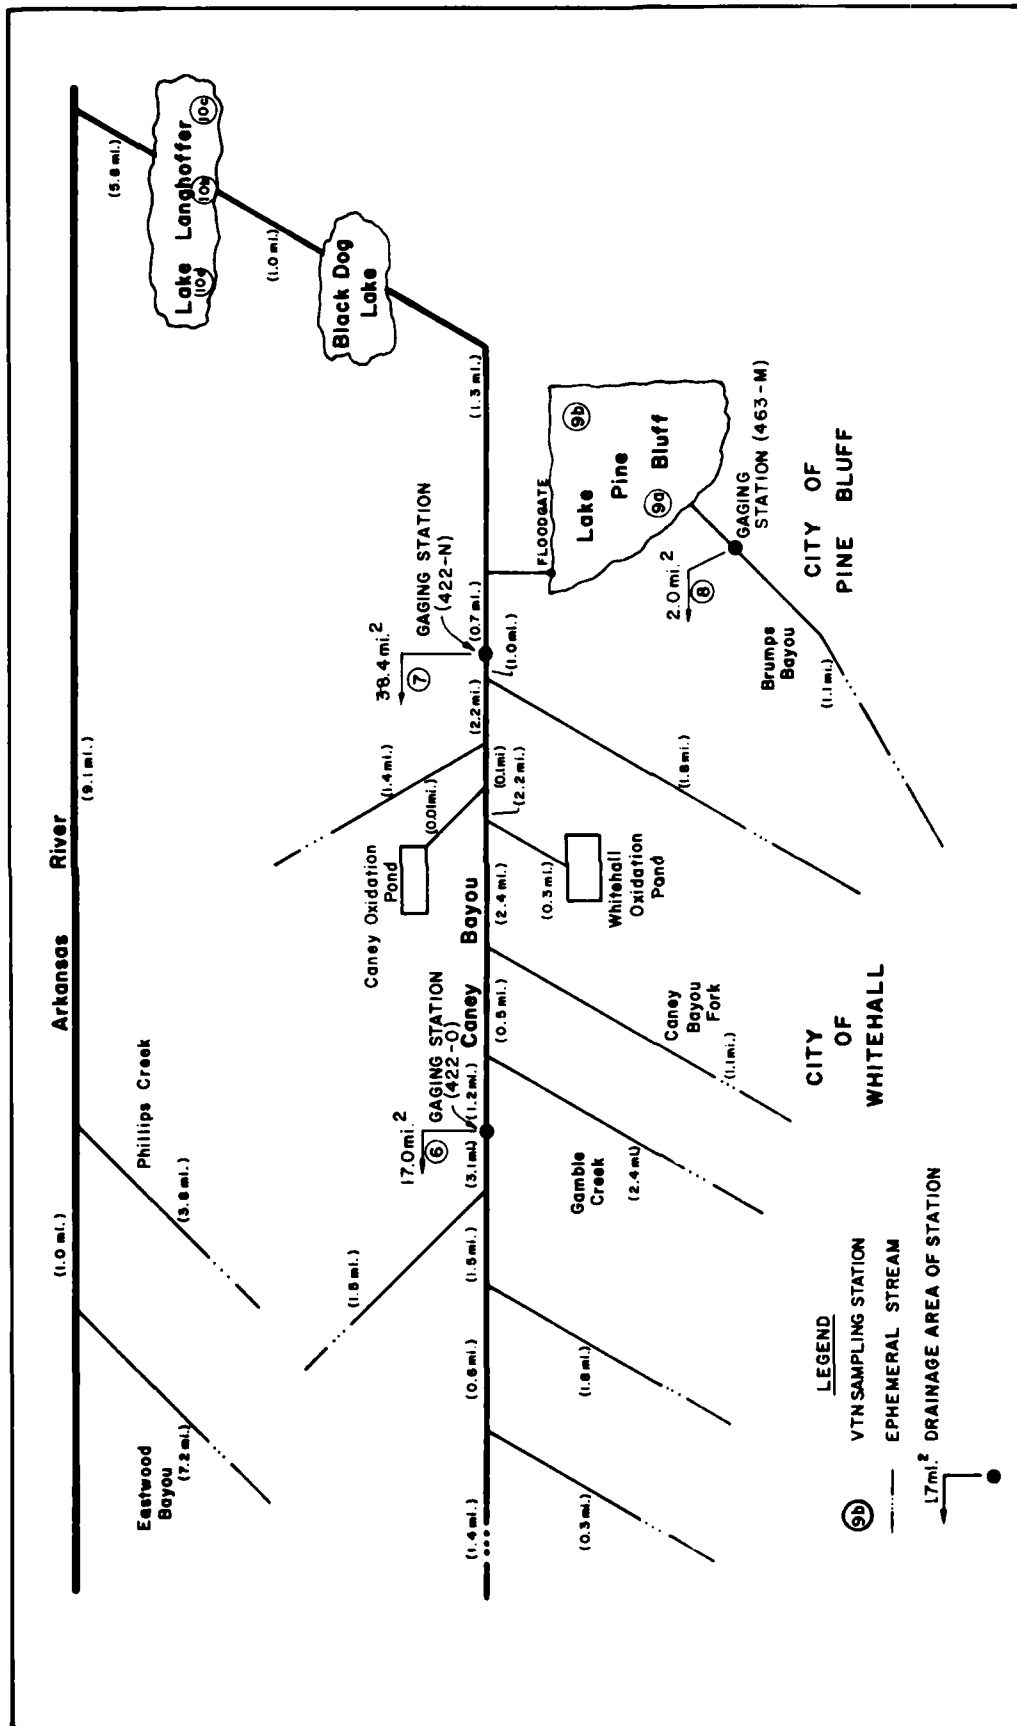 Arkansas River
(1.0 mi.)
(9.1 mi.)
Eastwood
Bayou
(7.2 mi.)
Phillips Creek
(3.8 mi.)
(5.8 mi.)
Lake Langhoffer
10a
10b
10c
(1.0 mi.)
Black Dog
Lake
(1.5 mi.)
17.0 mi.2
6
GAGING STATION
(422-O)
Caney Oxidation
Pond
(0.01 mi.)
(1.4 mi.)
38.4 mi.2
7
GAGING STATION
(422-N)
Caney Bayou
(1.4 mi.)
(0.6 mi.)
(1.5 mi.)
(3.1 mi.)
(1.2 mi.)
(0.5 mi.)
(2.4 mi.)
(0.1 mi)
(2.2 mi.)
(0.7 mi.)
(1.3 mi.)
(2.2 mi.)
(1.0 mi.)
FLOODGATE
(0.3 mi.)
(1.8 mi.)
Gamble
Creek
(2.4 mi.)
(0.3 mi.)
Whitehall
Oxidation
Pond
Caney
Bayou
Fork
(1.1 mi.)
(1.8 mi.)
Lake
Pine
Bluff
9a
9b
2.0 mi.2
8
GAGING
STATION (463-M)
Brumps
Bayou
(1.1 mi.)
CITY OF
PINE BLUFF
CITY
OF
WHITEHALL
LEGEND
9b VTN SAMPLING STATION
EPHEMERAL STREAM
17 mi.2 DRAINAGE AREA OF STATION